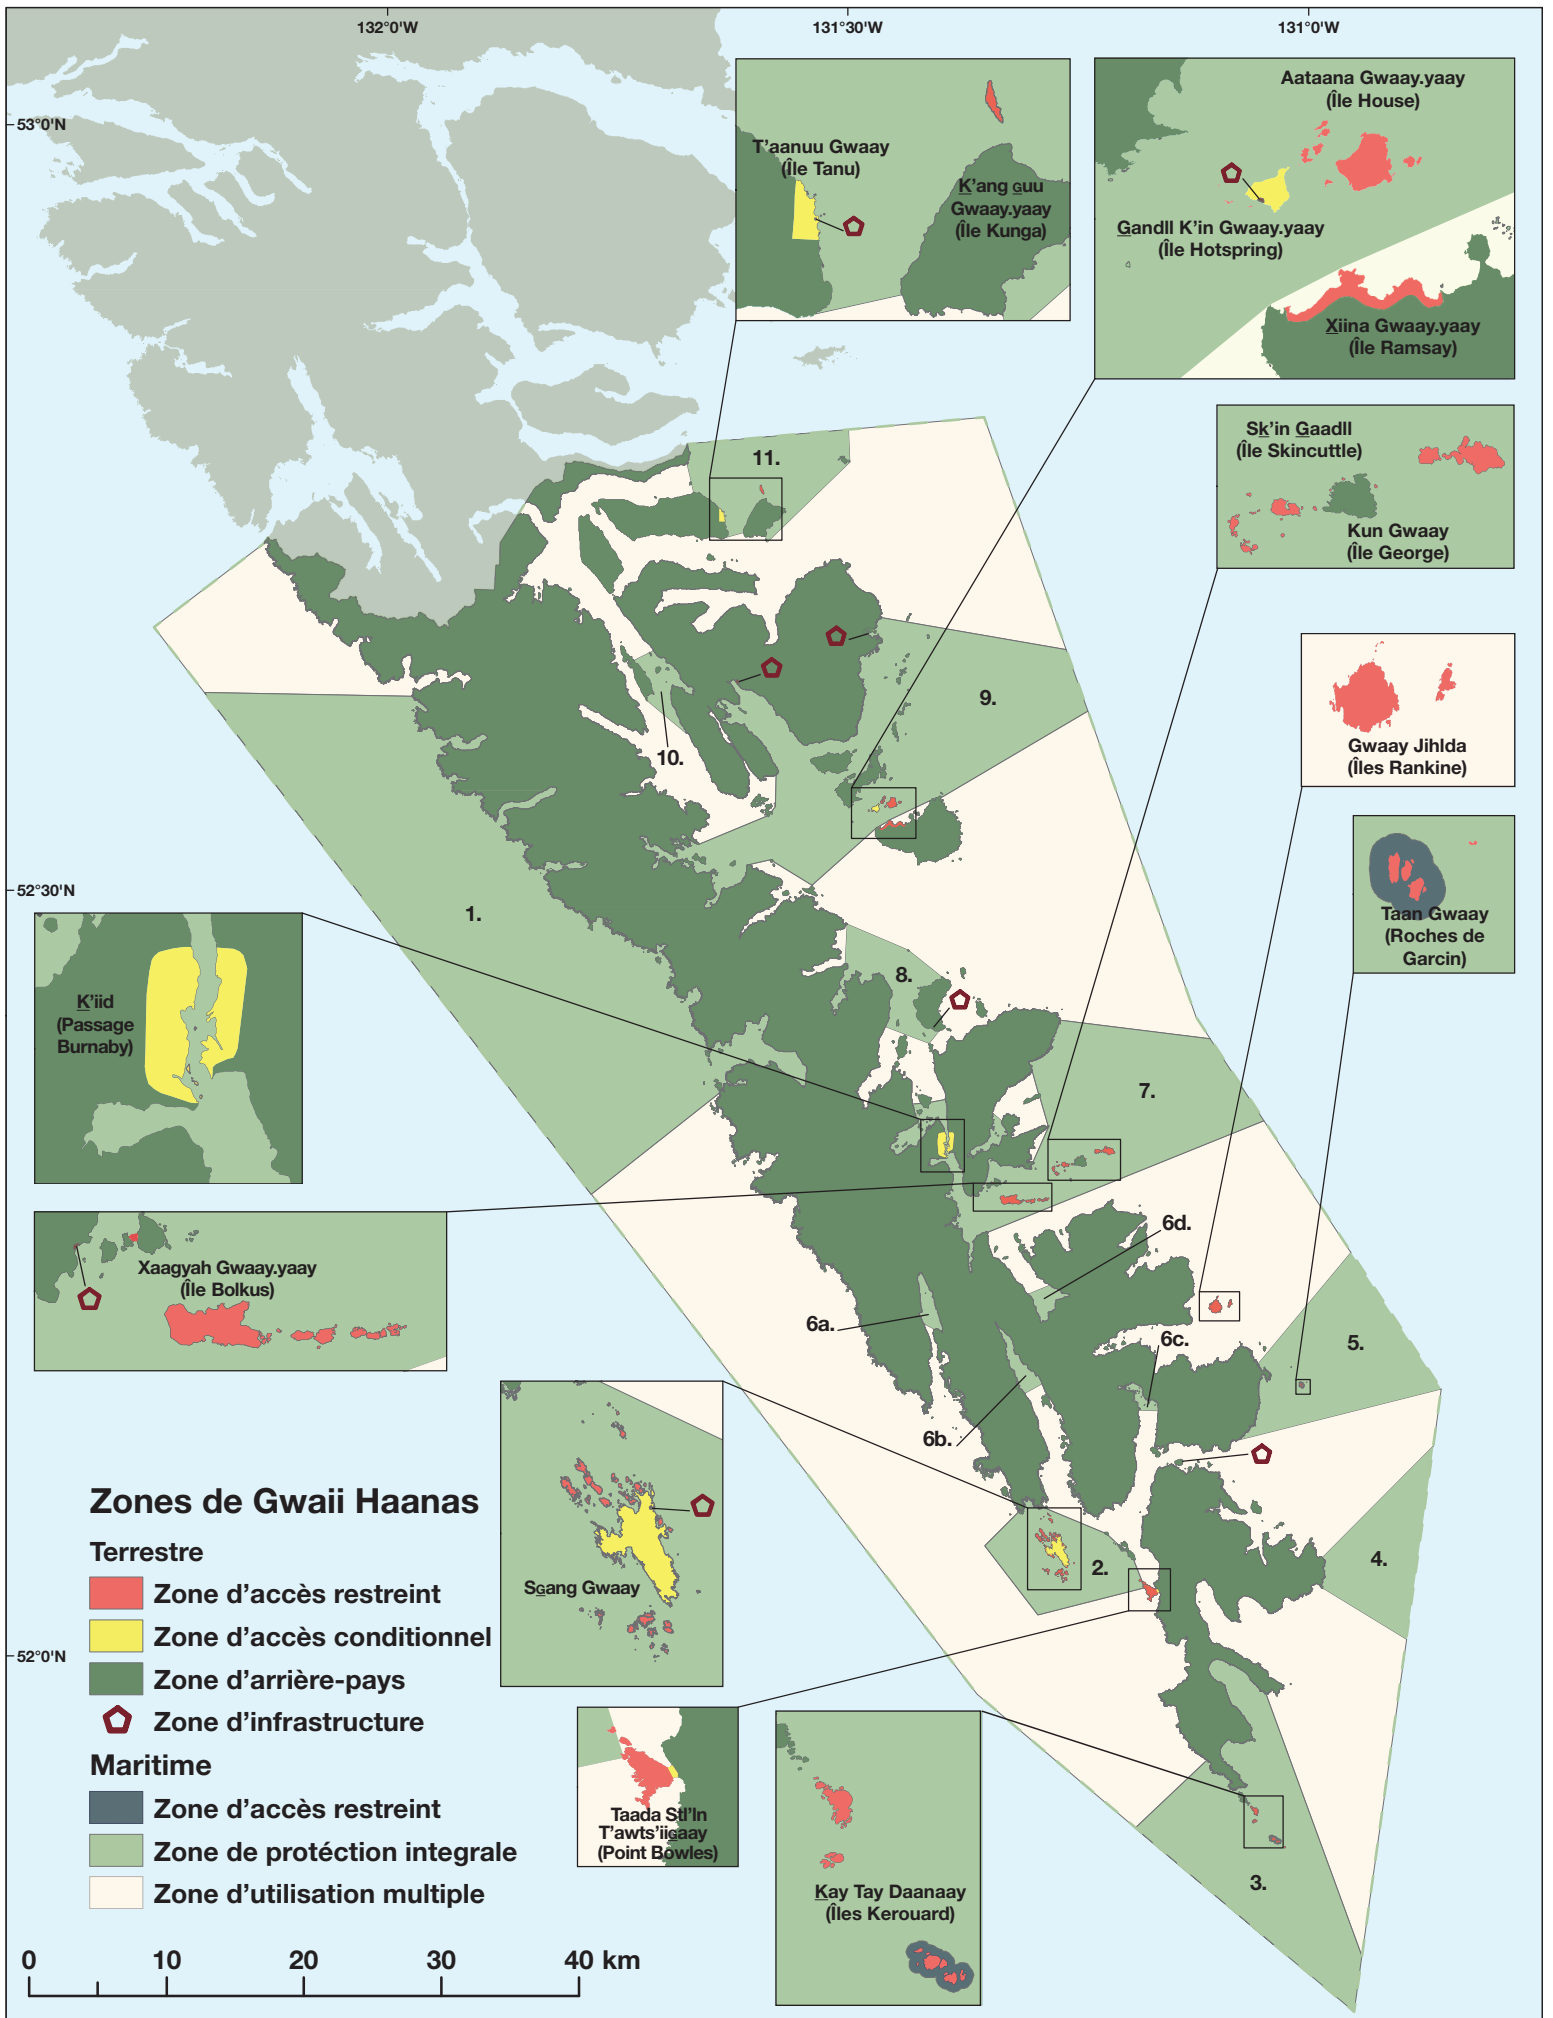 132°0'W
131°30'W
131°0'W
53°0'N
52°30'N
52°0'N
T'aanuu Gwaay
(Île Tanu)
K'ang guu
Gwaay.yaay
(Île Kunga)
Aataana Gwaay.yaay
(Île House)
Gandll K'in Gwaay.yaay
(Île Hotspring)
Xiina Gwaay.yaay
(Île Ramsay)
Sk'in Gaadll
(Île Skincuttle)
Kun Gwaay
(Île George)
Gwaay Jihlda
(Îles Rankine)
Taan Gwaay
(Roches de
Garcin)
11.
9.
10.
1.
8.
7.
6d.
6a.
6c.
5.
6b.
4.
2.
3.
K'iid
(Passage
Burnaby)
Xaagyah Gwaay.yaay
(Île Bolkus)
Sgang Gwaay
Taada Stl'ln
T'awts'iigaay
(Point Bowles)
Kay Tay Daanaay
(Îles Kerouard)
Zones de Gwaii Haanas
Terrestre
Zone d'accès restreint
Zone d'accès conditionnel
Zone d'arrière-pays
Zone d'infrastructure
Maritime
Zone d'accès restreint
Zone de protéction integrale
Zone d'utilisation multiple
0 10 20 30 40 km